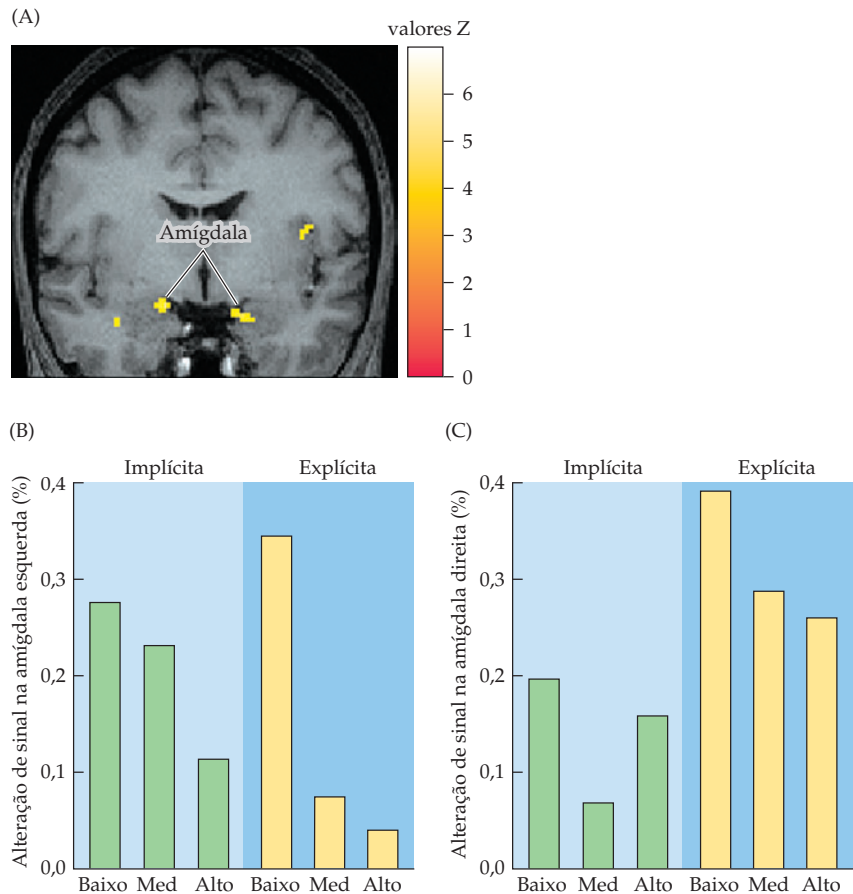 (A)
valores Z
6
5
4
3
2
1
0
Amígdala
(B)
Implícita Explícita
Alteração de sinal na amígdala esquerda (%)
0,4
0,3
0,2
0,1
0,0
Baixo Med Alto Baixo Med Alto
(C)
Implícita Explícita
Alteração de sinal na amígdala direita (%)
0,4
0,3
0,2
0,1
0,0
Baixo Med Alto Baixo Med Alto